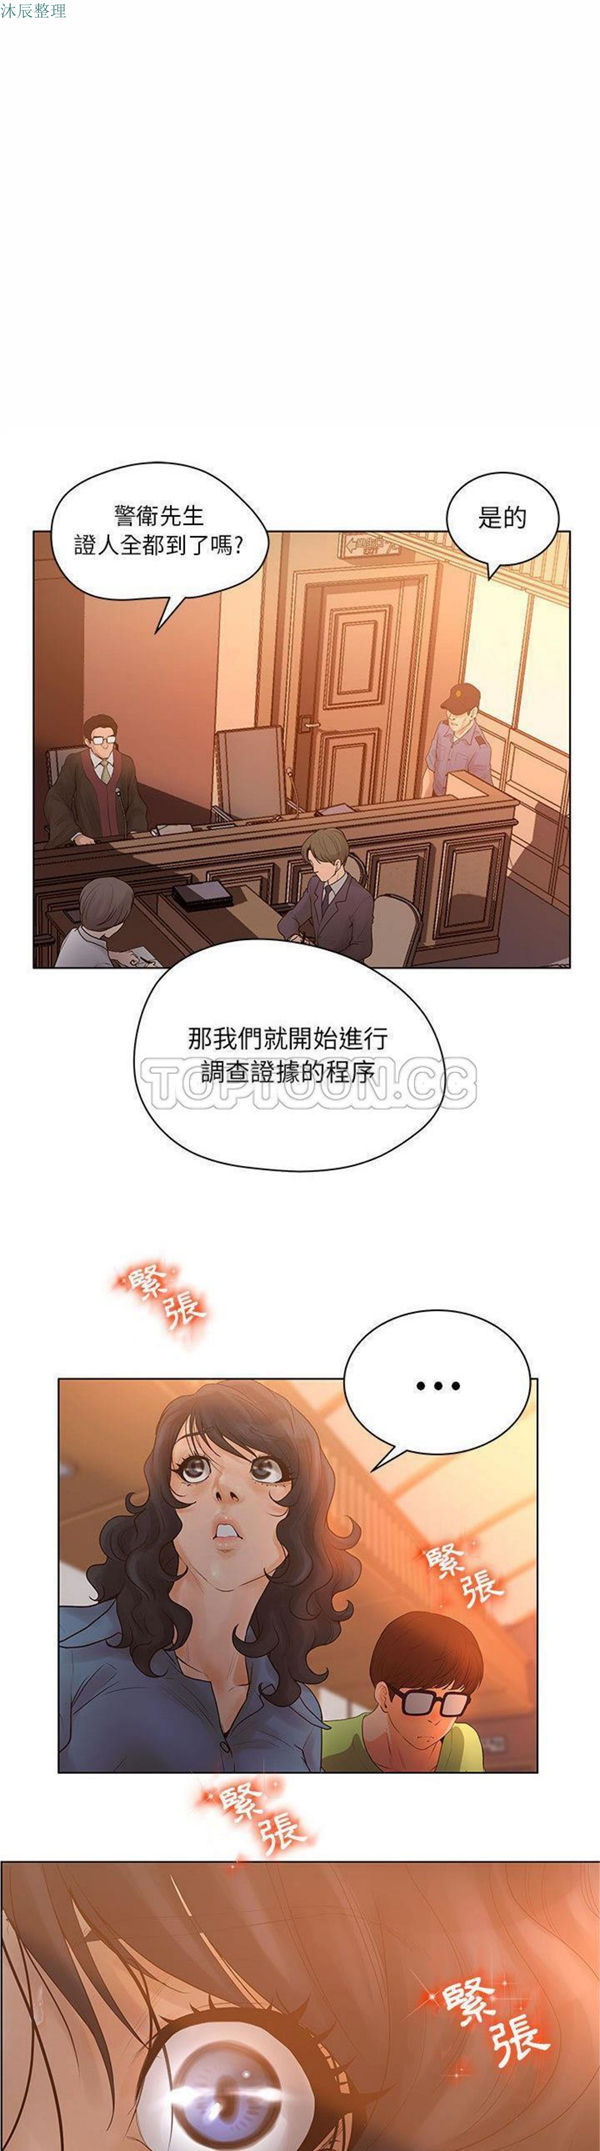 沐辰整理
警衛先生
證人全都到了嗎?
是的
那我們就開始進行
調查證據的程序
TOPTOON.CC
緊
張
...
緊
張
緊
張
緊
張